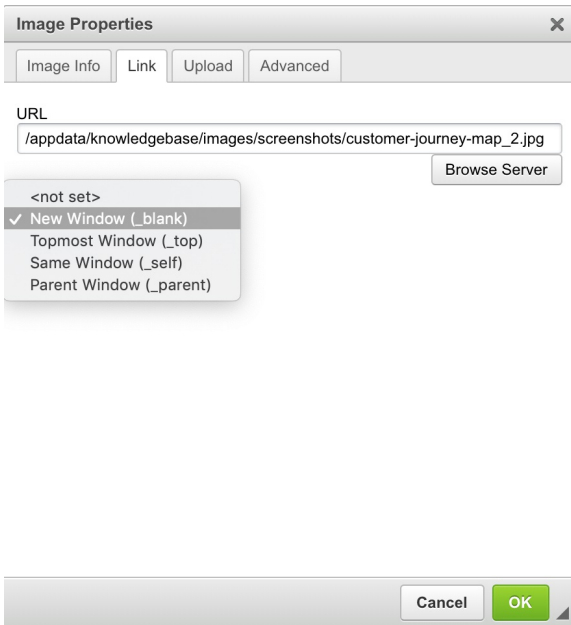 Image Properties
Image Info Link Upload Advanced
URL
/appdata/knowledgebase/images/screenshots/customer-journey-map_2.jpg
Browse Server
<not set>
✓ New Window (_blank)
Topmost Window (_top)
Same Window (_self)
Parent Window (_parent)
Cancel OK